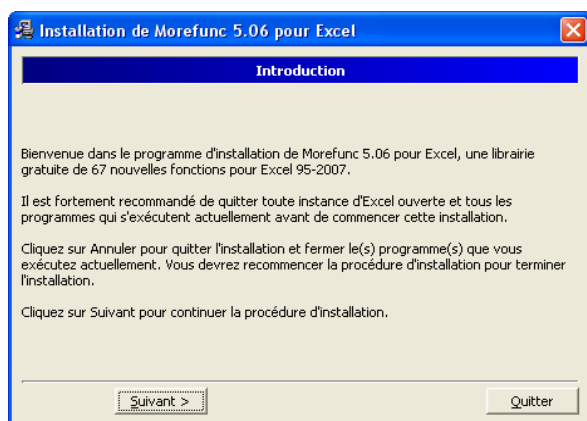 Installation de Morefunc 5.06 pour Excel
Introduction
Bienvenue dans le programme d'installation de Morefunc 5.06 pour Excel, une librairie
gratuite de 67 nouvelles fonctions pour Excel 95-2007.
Il est fortement recommandé de quitter toute instance d'Excel ouverte et tous les
programmes qui s'exécutent actuellement avant de commencer cette installation.
Cliquez sur Annuler pour quitter l'installation et fermer le(s) programme(s) que vous
exécutez actuellement. Vous devrez recommencer la procédure d'installation pour terminer
l'installation.
Cliquez sur Suivant pour continuer la procédure d'installation.
Suivant >
Quitter